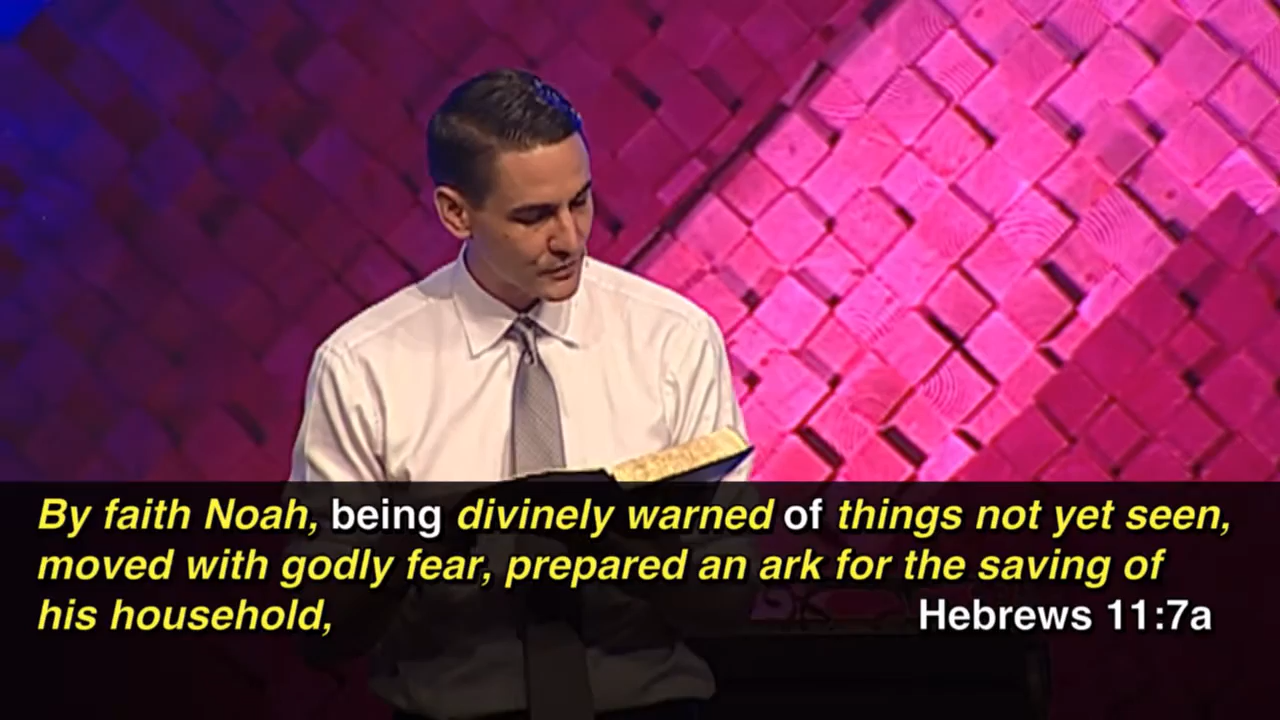 By faith Noah, being divinely warned of things not yet seen,
moved with godly fear, prepared an ark for the saving of
his household, Hebrews 11:7a